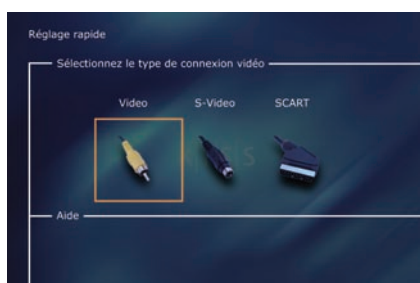 Réglage rapide
Sélectionnez le type de connexion vidéo
Video S-Video SCART
Aide